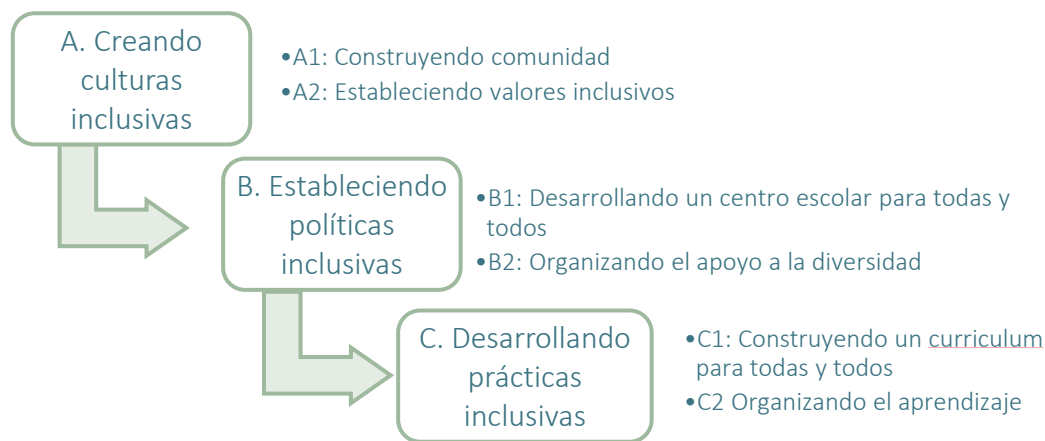 A. Creando
culturas
inclusivas
•A1: Construyendo comunidad
•A2: Estableciendo valores inclusivos
B. Estableciendo
políticas
inclusivas
•B1: Desarrollando un centro escolar para todas y
todos
•B2: Organizando el apoyo a la diversidad
C. Desarrollando
prácticas
inclusivas
•C1: Construyendo un curriculum
para todas y todos
•C2 Organizando el aprendizaje